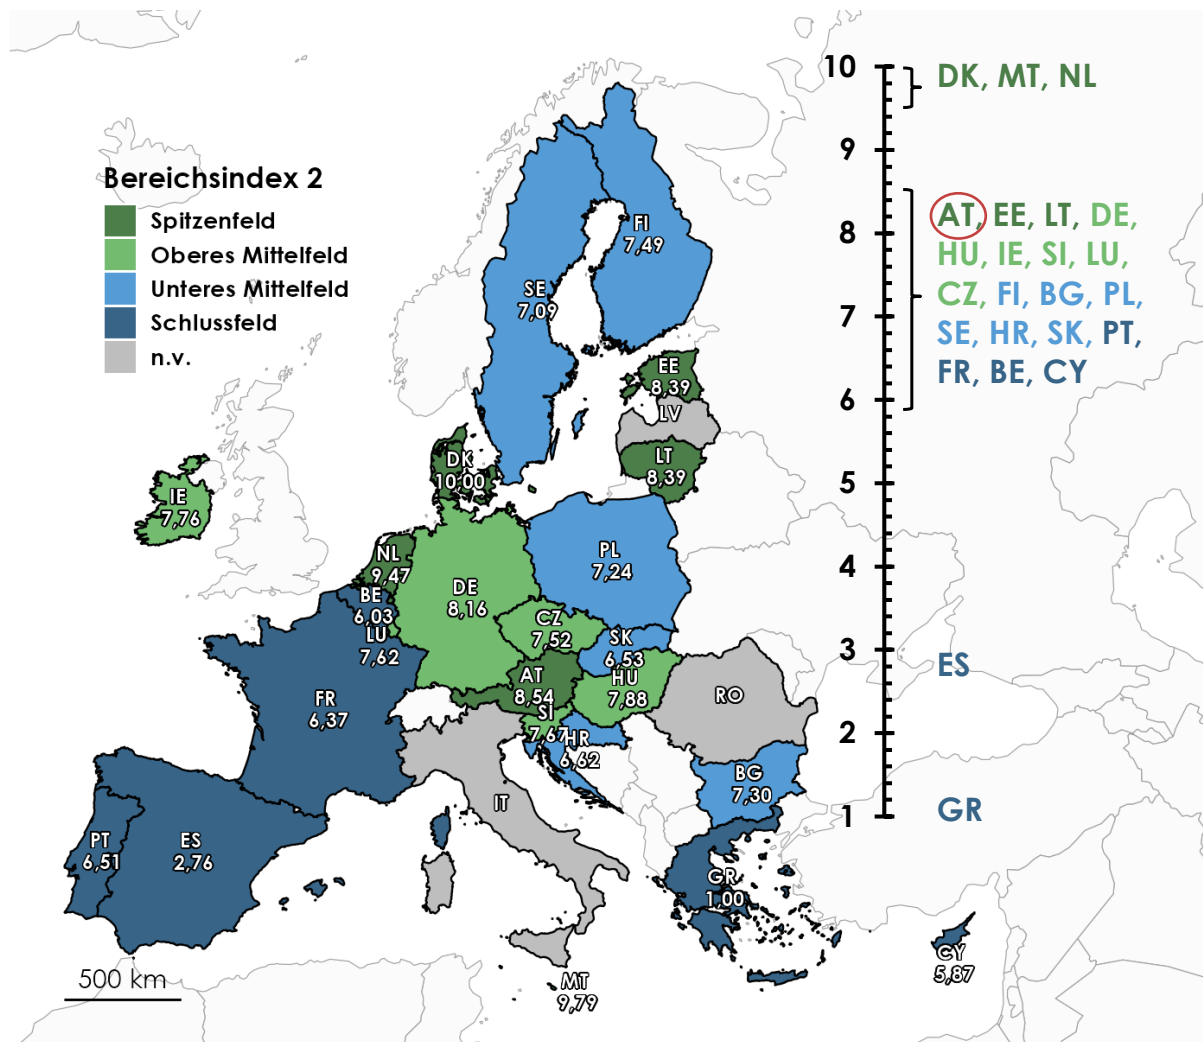 Bereichsindex 2
Spitzenfeld
Oberes Mittelfeld
Unteres Mittelfeld
Schlussfeld
n.v.
FI
7,49
SE
7,09
EE
8,39
LV
LT
8,39
DK
10,00
IE
7,76
NL
9,47
BE
6,03
LU
7,62
DE
8,16
PL
7,24
CZ
7,52
SK
6,53
AT
8,54
HU
7,88
SI
7,67
HR
6,62
RO
FR
6,37
BG
7,30
IT
PT
6,51
ES
2,76
GR
1,00
CY
5,87
MT
9,79
500 km
10
9
8
7
6
5
4
3
2
1
DK, MT, NL
AT, EE, LT, DE,
HU, IE, SI, LU,
CZ, FI, BG, PL,
SE, HR, SK, PT,
FR, BE, CY
ES
GR